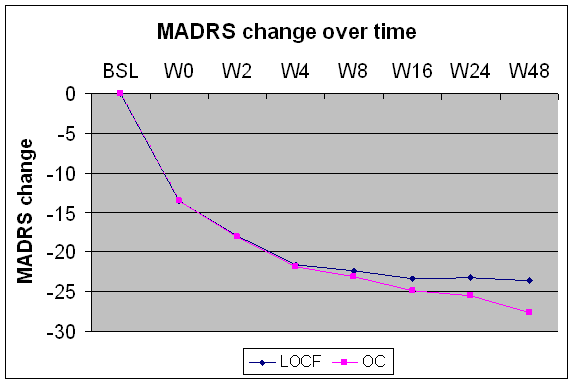 MADRS change over time
BSL W0 W2 W4 W8 W16 W24 W48
MADRS change
0
-5
-10
-15
-20
-25
-30
LOCF OC